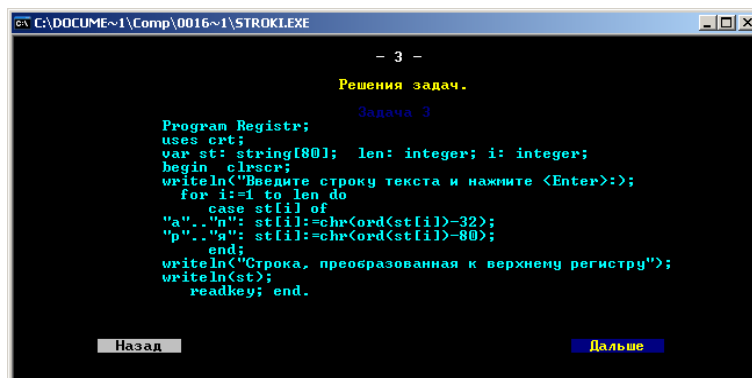 C:\DOCUME~1\Comp\0016~1\STROKI.EXE
- 3 -
Решения задач.
Задача 3
Program Registr;
uses crt;
var st: string[80]; len: integer; i: integer;
begin clrscr;
writeln("Введите строку текста и нажмите <Enter>:);
for i:=1 to len do
case st[i] of
"а".."п": st[i]:=chr(ord(st[i])-32);
"р".."я": st[i]:=chr(ord(st[i])-80);
end;
writeln("Строка, преобразованная к верхнему регистру");
writeln(st);
readkey; end.
Назад Дальше